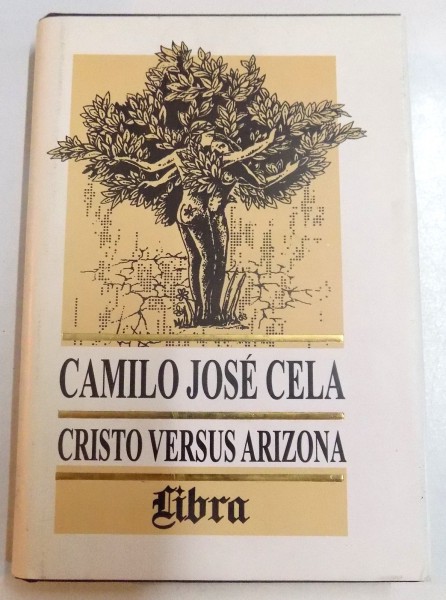 CAMILO JOSÉ CELA
CRISTO VERSUS ARIZONA
Libra